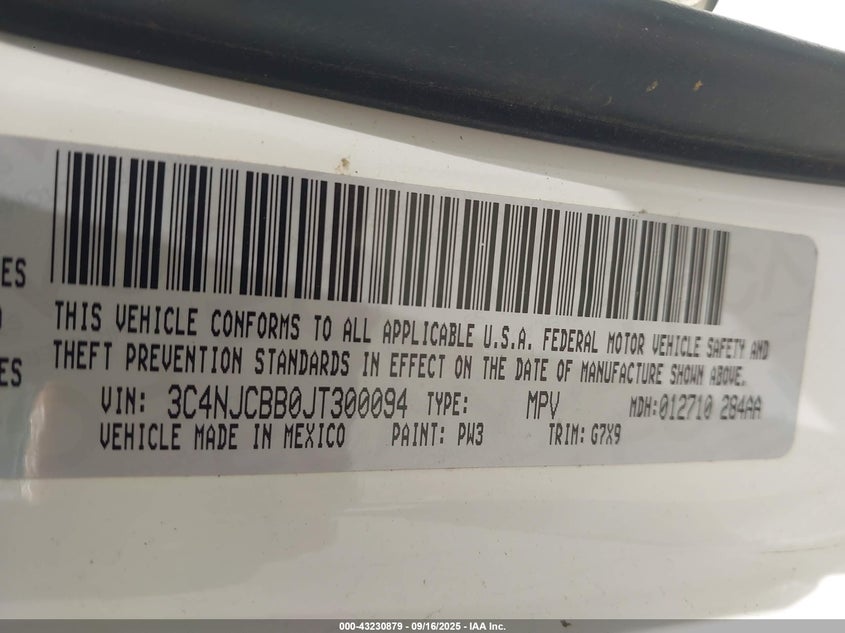 ES
ES
THIS VEHICLE CONFORMS TO ALL APPLICABLE U.S.A. FEDERAL MOTOR VEHICLE SAFETY AND
THEFT PREVENTION STANDARDS IN EFFECT ON THE DATE OF MANUFACTURE SHOWN ABOVE.
VIN: 3C4NJCBB0JT300094 TYPE: MPV MDH:012710 284AA
VEHICLE MADE IN MEXICO PAINT: PW3 TRIM: G7X9
000-43230879 - 09/16/2025 - IAA Inc.